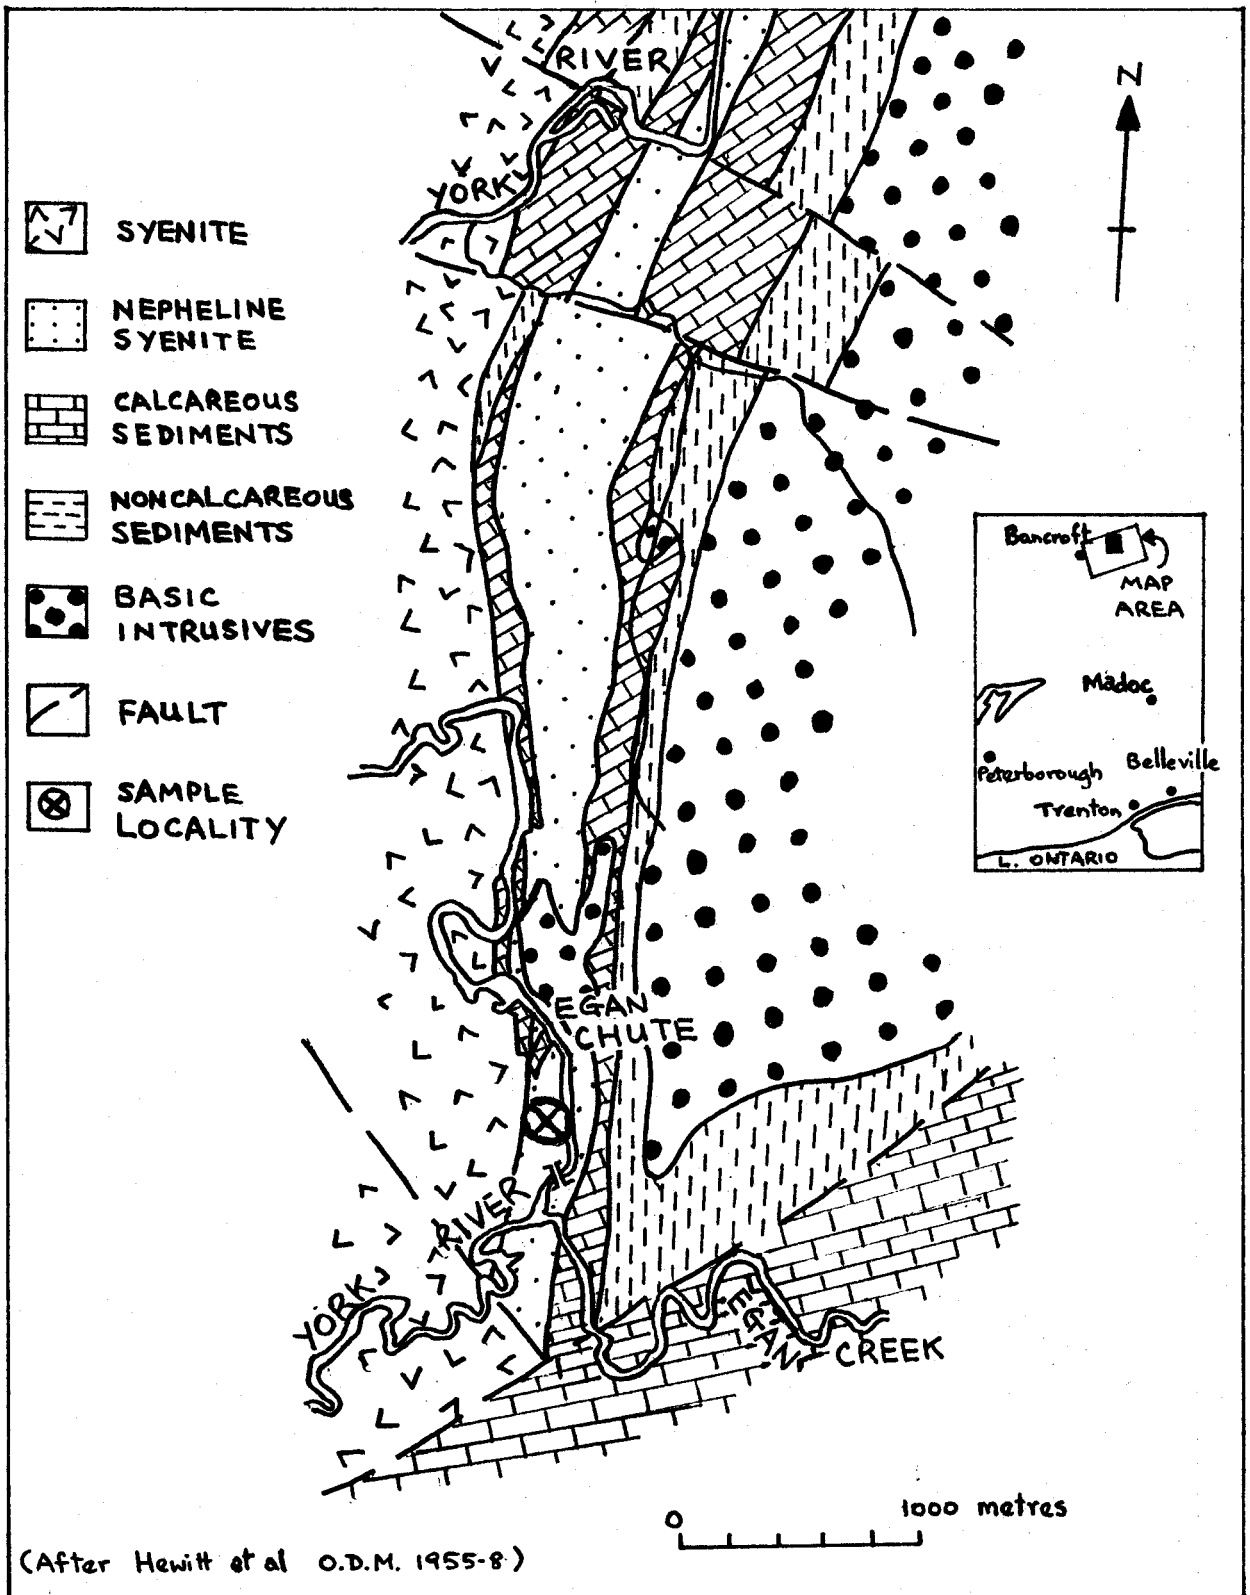 RIVER
N
YORK
SYENITE
NEPHELINE
SYENITE
CALCAREOUS
SEDIMENTS
NONCALCAREOUS
SEDIMENTS
BASIC
INTRUSIVES
FAULT
SAMPLE
LOCALITY
Bancroft
MAP
AREA
Madoc
Peterborough
Belleville
Trenton
L. ONTARIO
EGAN
CHUTE
RIVER
YORK
EGAN
CREEK
0
1000 metres
(After Hewitt et al O.D.M. 1955-8)